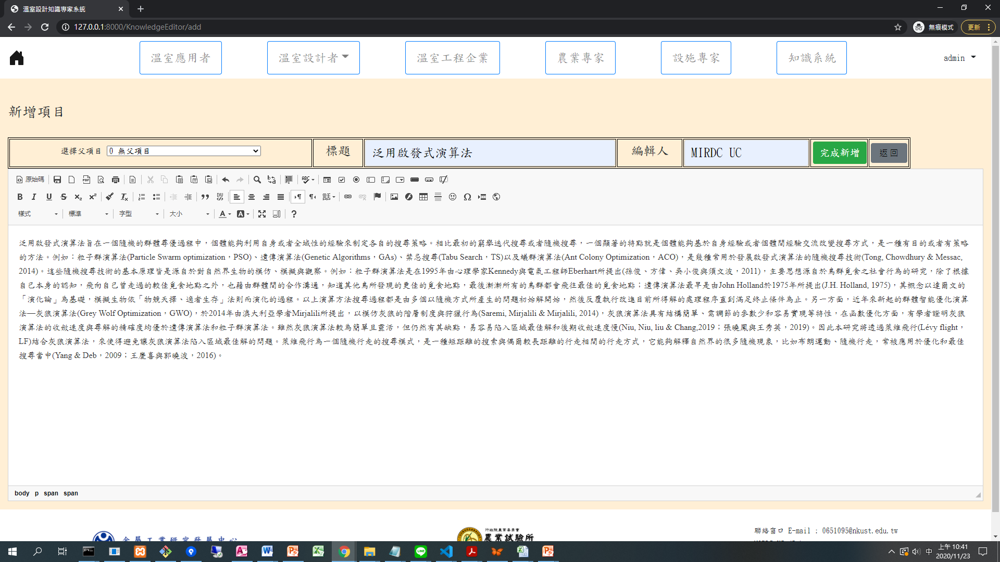 溫室設計知識專家系統
127.0.0.1:8000/KnowledgeEditor/add
無痕模式
更新
溫室應用者
溫室設計者
溫室工程企業
農業專家
設施專家
知識系統
admin
新增項目
選擇父項目 0 無父項目
標題
泛用啟發式演算法
編輯人
MIRDC UC
完成新增
返回
原始碼
樣式
標準
字型
大小
泛用啟發式演算法旨在一個隨機的群體尋優過程中，個體能夠利用自身或者全域性的經驗來制定各自的搜尋策略。相比最初的窮舉迭代搜尋或者隨機搜尋，一個顯著的特點就是個體能夠基於自身經驗或者個體間經驗交流改變搜尋方式，是一種有目的或者有策略
的方法。例如：粒子群演算法(Particle Swarm optimization，PSO)、遺傳演算法(Genetic Algorithms，GAs)、禁忌搜尋(Tabu Search，TS)以及蟻群演算法(Ant Colony Optimization，ACO)，是幾種常用於發展啟發式演算法的隨機搜尋技術(Tong, Chowdhury & Messac,
2014)。這些隨機搜尋技術的基本原理皆是源自於對自然界生物的模仿、模擬與觀察。例如：粒子群演算法是在1995年由心理學家Kennedy與電氣工程師Eberhart所提出(孫俊、方偉、吳小俊與須文波，2011)，主要思想源自於鳥群覓食之社會行為的研究，除了根據
自己本身的認知，飛向自己曾走過的較佳覓食地點之外，也藉由群體間的合作溝通，知道其他鳥所發現的更佳的覓食地點，最後漸漸所有的鳥群都會飛往最佳的覓食地點；遺傳演算法最早是由John Holland於1975年所提出(J.H. Holland, 1975)，其概念以達爾文的
「演化論」為基礎，模擬生物依「物競天擇、適者生存」法則而演化的過程。以上演算方法搜尋過程都是由多個以隨機方式所產生的問題初始解開始，然後反覆執行改進目前所得解的處理程序直到滿足終止條件為止。另一方面，近年來新起的群體智能優化演算
法—灰狼演算法(Grey Wolf Optimization，GWO)，於2014年由澳大利亞學者Mirjalili所提出，以模仿灰狼的階層制度與狩獵行為(Saremi, Mirjalili & Mirjalili, 2014)，灰狼演算法具有結構簡單、需調節的參數少和容易實現等特性，在函數優化方面，有學者證明灰狼
演算法的收斂速度與尋解的精確度均優於遺傳演算法和粒子群演算法。雖然灰狼演算法較為簡單且靈活，但仍然有其缺點，易容易陷入區域最佳解和後期收斂速度慢(Niu, Niu, liu & Chang,2019；張曉鳳與王秀英，2019)。因此本研究將透過萊維飛行(Lévy flight，
LF)結合灰狼演算法，來使得避免讓灰狼演算法陷入區域最佳解的問題。萊維飛行為一個隨機行走的搜尋模式，是一種短距離的搜索與偶爾較長距離的行走相間的行走方式，它能夠解釋自然界的很多隨機現象，比如布朗運動、隨機行走，常被應用於優化和最佳
搜尋當中(Yang & Deb，2009；王慶喜與郭曉波，2016)。
body p span span
金屬工業研究發展中心
行政院農業委員會
農業試驗所
聯絡窗口 E-mail : 0651095@nkust.edu.tw
中
上午 10:41
2020/11/23